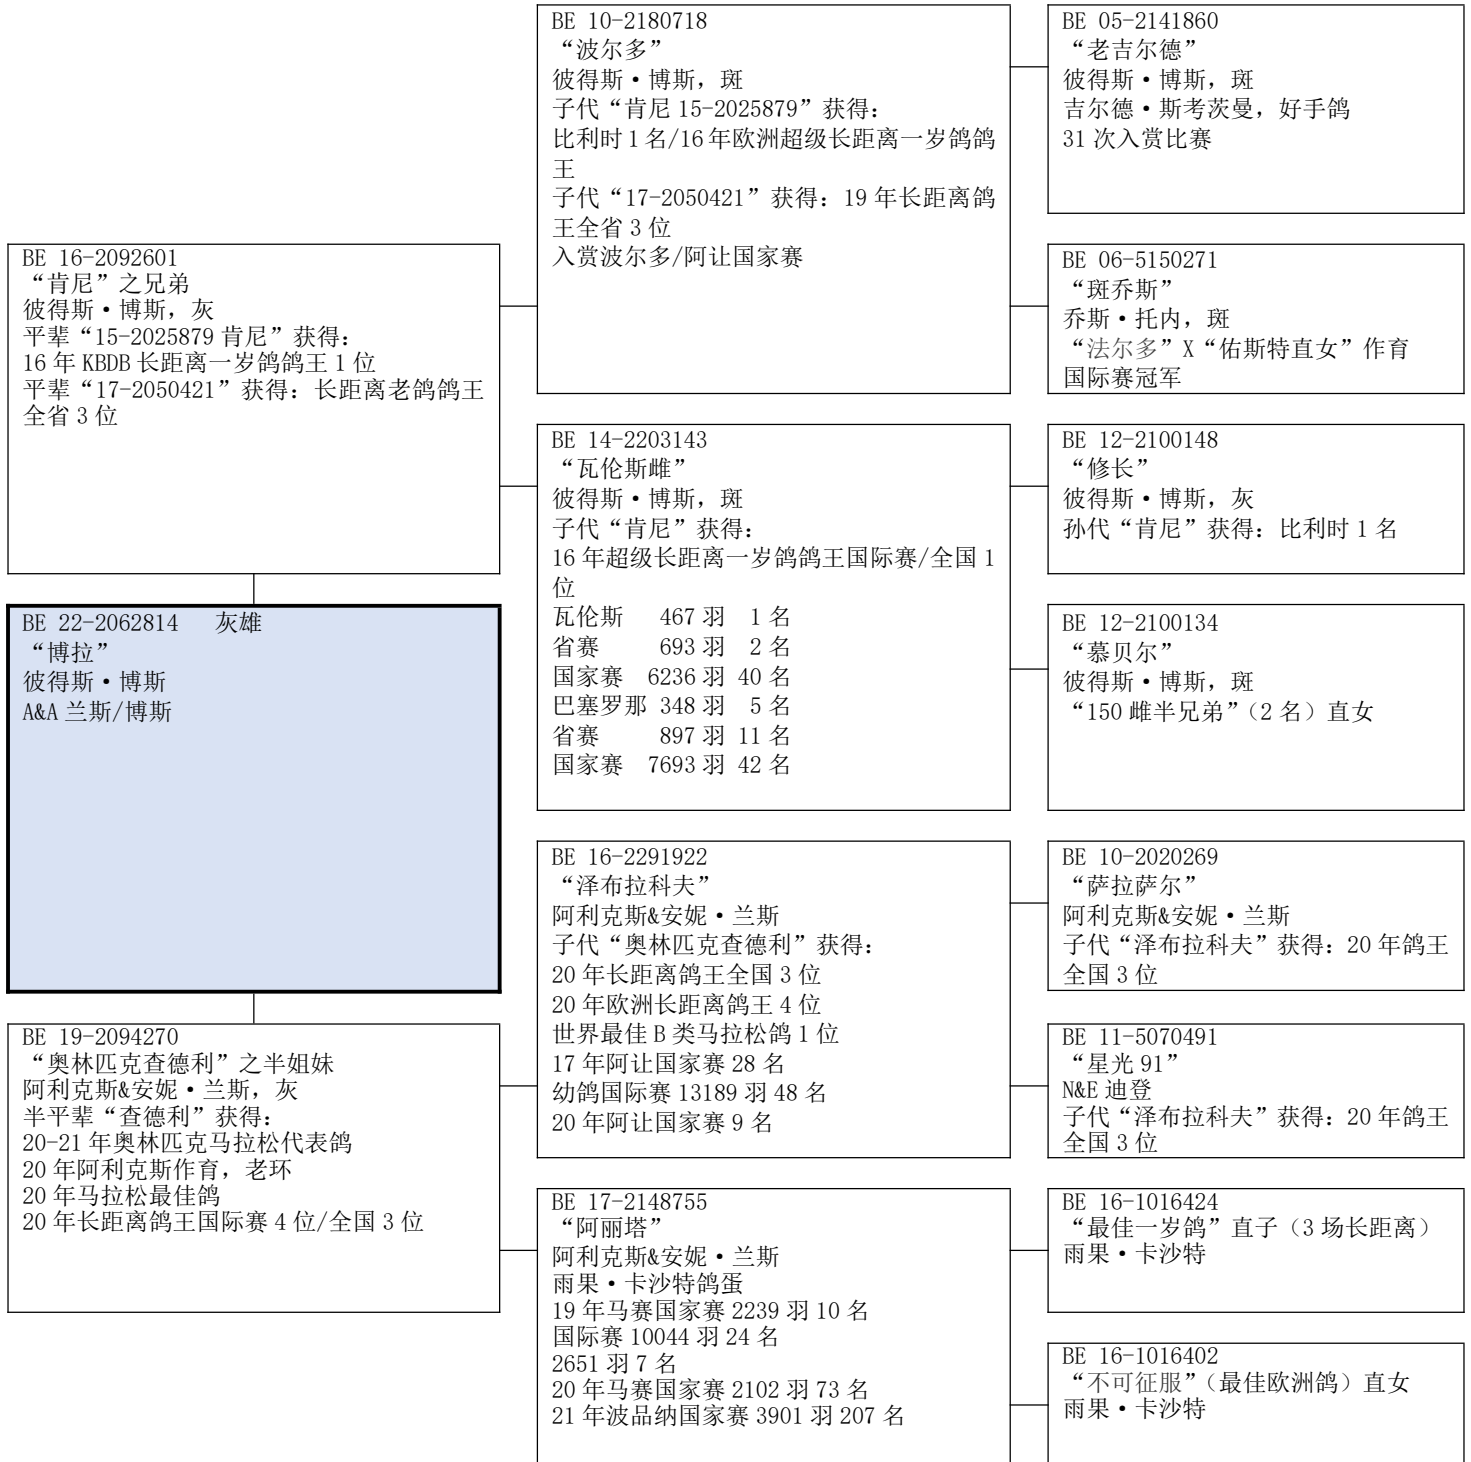 BE 16-2092601
“肯尼”之兄弟
彼得斯·博斯，灰
平辈“15-2025879 肯尼”获得：
16 年 KBDB 长距离一岁鸽鸽王 1 位
平辈“17-2050421”获得：长距离老鸽鸽王
全省 3 位
BE 22-2062814 灰雄
“博拉”
彼得斯·博斯
A&A 兰斯/博斯
BE 19-2094270
“奥林匹克查德利”之半姐妹
阿利克斯&安妮·兰斯，灰
半平辈“查德利”获得：
20-21 年奥林匹克马拉松代表鸽
20 年阿利克斯作育，老环
20 年马拉松最佳鸽
20 年长距离鸽王国际赛 4 位/全国 3 位
BE 10-2180718
“波尔多”
彼得斯·博斯，斑
子代“肯尼 15-2025879”获得：
比利时 1 名/16 年欧洲超级长距离一岁鸽鸽
王
子代“17-2050421”获得：19 年长距离鸽
王全省 3 位
入赏波尔多/阿让国家赛
BE 14-2203143
“瓦伦斯雌”
彼得斯·博斯，斑
子代“肯尼”获得：
16 年超级长距离一岁鸽鸽王国际赛/全国 1
位
瓦伦斯 467 羽 1 名
省赛 693 羽 2 名
国家赛 6236 羽 40 名
巴塞罗那 348 羽 5 名
省赛 897 羽 11 名
国家赛 7693 羽 42 名
BE 16-2291922
“泽布拉科夫”
阿利克斯&安妮·兰斯
子代“奥林匹克查德利”获得：
20 年长距离鸽王全国 3 位
20 年欧洲长距离鸽王 4 位
世界最佳 B 类马拉松鸽 1 位
17 年阿让国家赛 28 名
幼鸽国际赛 13189 羽 48 名
20 年阿让国家赛 9 名
BE 17-2148755
“阿丽塔”
阿利克斯&安妮·兰斯
雨果·卡沙特鸽蛋
19 年马赛国家赛 2239 羽 10 名
国际赛 10044 羽 24 名
2651 羽 7 名
20 年马赛国家赛 2102 羽 73 名
21 年波品纳国家赛 3901 羽 207 名
BE 05-2141860
“老吉尔德”
彼得斯·博斯，斑
吉尔德·斯考茨曼，好手鸽
31 次入赏比赛
BE 06-5150271
“斑乔斯”
乔斯·托内，斑
“法尔多”X“佑斯特直女”作育
国际赛冠军
BE 12-2100148
“修长”
彼得斯·博斯，灰
孙代“肯尼”获得：比利时 1 名
BE 12-2100134
“慕贝尔”
彼得斯·博斯，斑
“150 雌半兄弟”（2 名）直女
BE 10-2020269
“萨拉萨尔”
阿利克斯&安妮·兰斯
子代“泽布拉科夫”获得：20 年鸽王
全国 3 位
BE 11-5070491
“星光 91”
N&E 迪登
子代“泽布拉科夫”获得：20 年鸽王
全国 3 位
BE 16-1016424
“最佳一岁鸽”直子（3 场长距离）
雨果·卡沙特
BE 16-1016402
“不可征服”（最佳欧洲鸽）直女
雨果·卡沙特